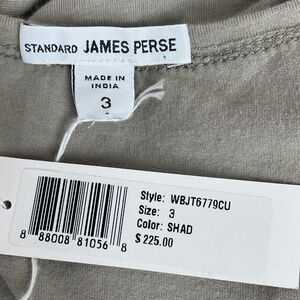 STANDARD JAMES PERSE
MADE IN
INDIA
3
Style: WBJT6779CU
Size: 3
Color: SHAD
$ 225.00
8 88008 81056 8